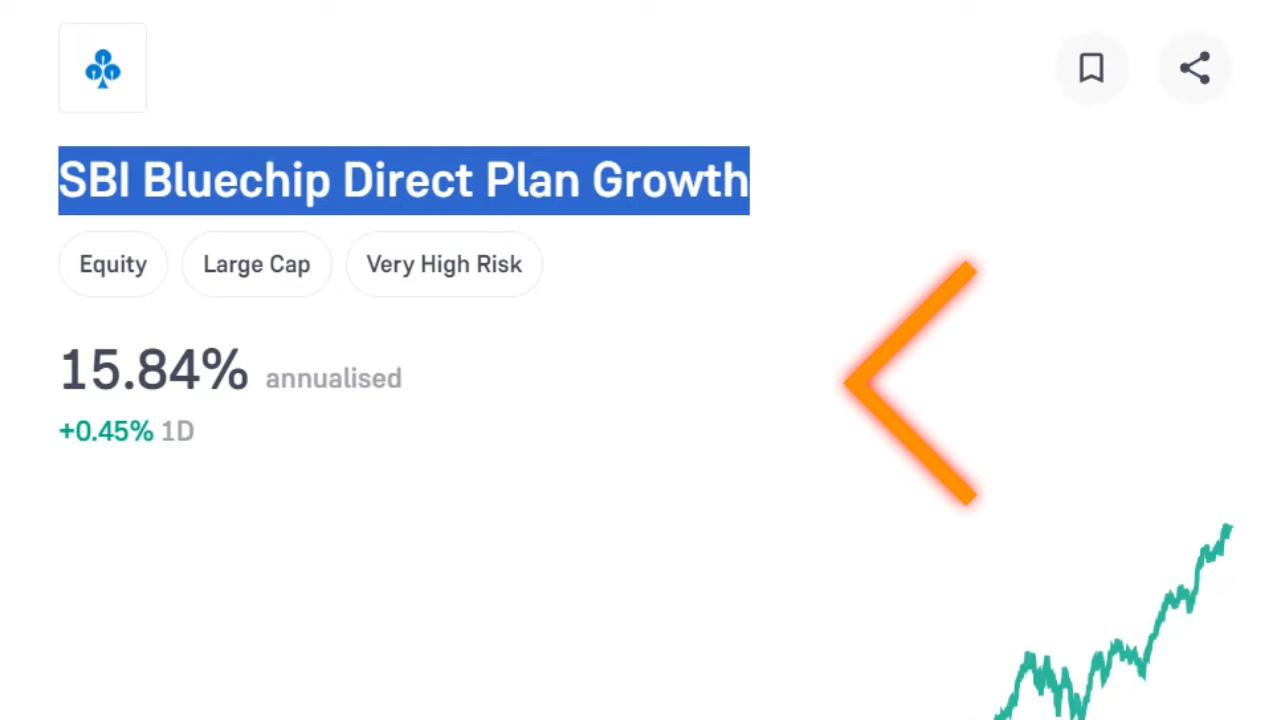 SBI Bluechip Direct Plan Growth
Equity Large Cap Very High Risk
15.84% annualised
+0.45% 1D